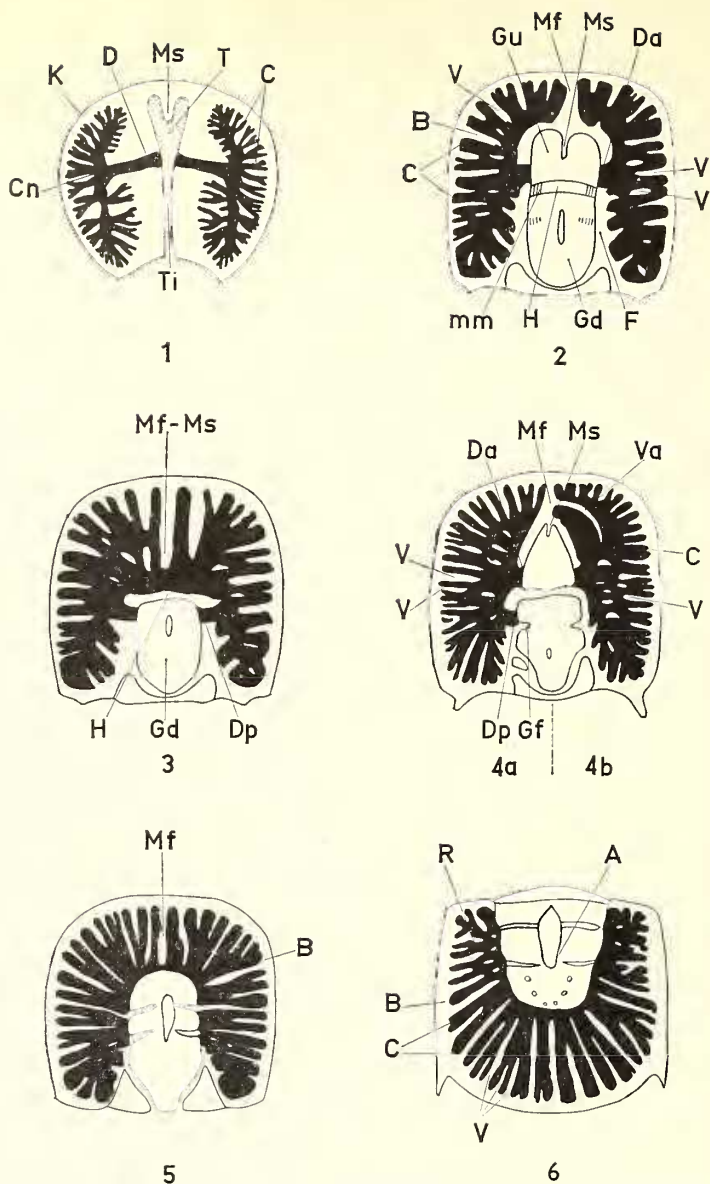 K D Ms T C
Cn
Ti
1
Gu Mf Ms Da
V
B
C
V
V
mm H Gd F
2
Mf-Ms
H Gd Dp
3
Mf Ms
Da Va
V
C
V
V
Dp Gf
4a 4b
Mf
B
5
R A
B
C
V
6